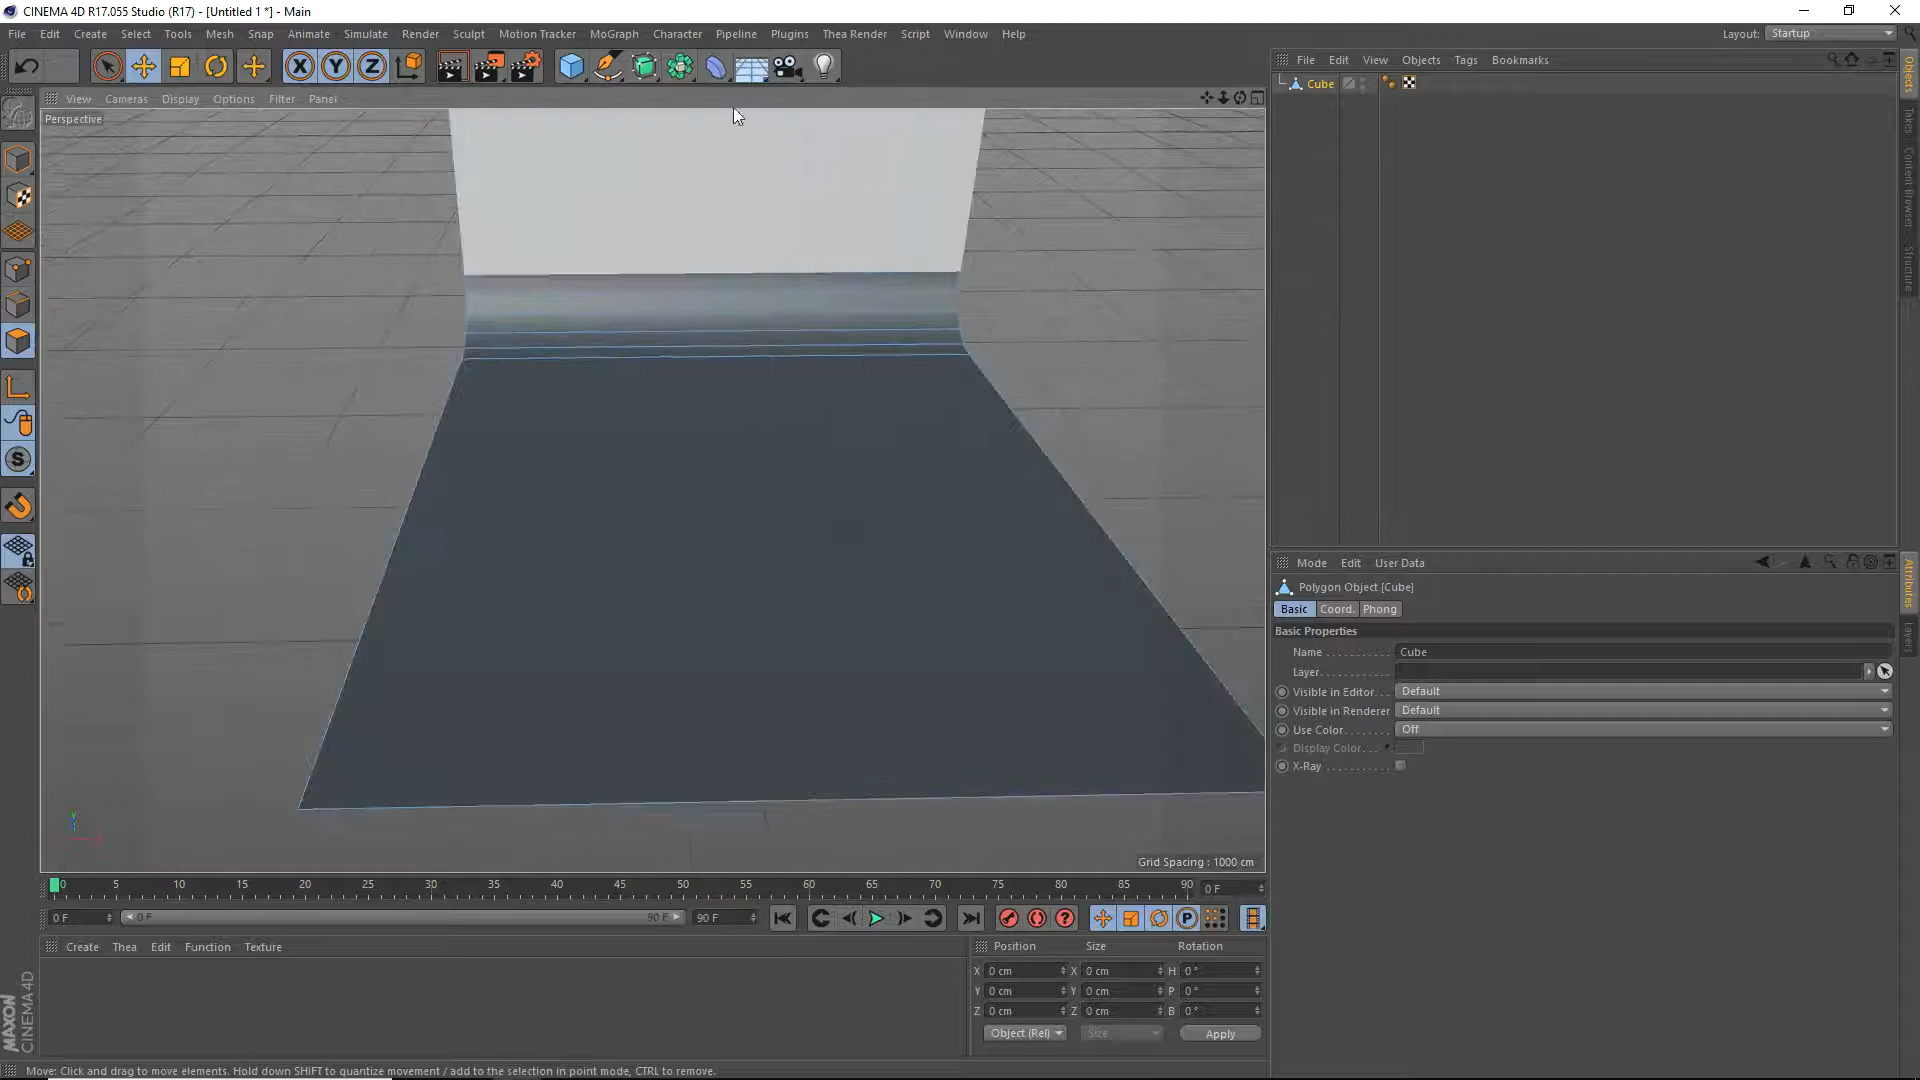 CINEMA 4D R17.055 Studio (R17) - [Untitled 1 *] - Main
File Edit Create Select Tools Mesh Snap Animate Simulate Render Sculpt Motion Tracker MoGraph Character Pipeline Plugins Thea Render Script Window Help
Layout: Startup
X Y Z
File Edit View Objects Tags Bookmarks
Cube
View Cameras Display Options Filter Panel
Perspective
S
Objects
Takes
Content Browser
Structure
Mode Edit User Data
Polygon Object [Cube]
Basic Coord. Phong
Basic Properties
Name Cube
Layer
Visible in Editor Default
Visible in Renderer Default
Use Color Off
Display Color
X-Ray
Attributes
Layers
Y
Grid Spacing : 1000 cm
0 5 10 15 20 25 30 35 40 45 50 55 60 65 70 75 80 85 90 0 F
0 F 0 F 90 F 90 F
? P
Create Thea Edit Function Texture
Position Size Rotation
X 0 cm X 0 cm H 0 °
Y 0 cm Y 0 cm P 0 °
Z 0 cm Z 0 cm B 0 °
Object (Rel) Size Apply
MAXON
CINEMA 4D
Move: Click and drag to move elements. Hold down SHIFT to quantize movement / add to the selection in point mode, CTRL to remove.